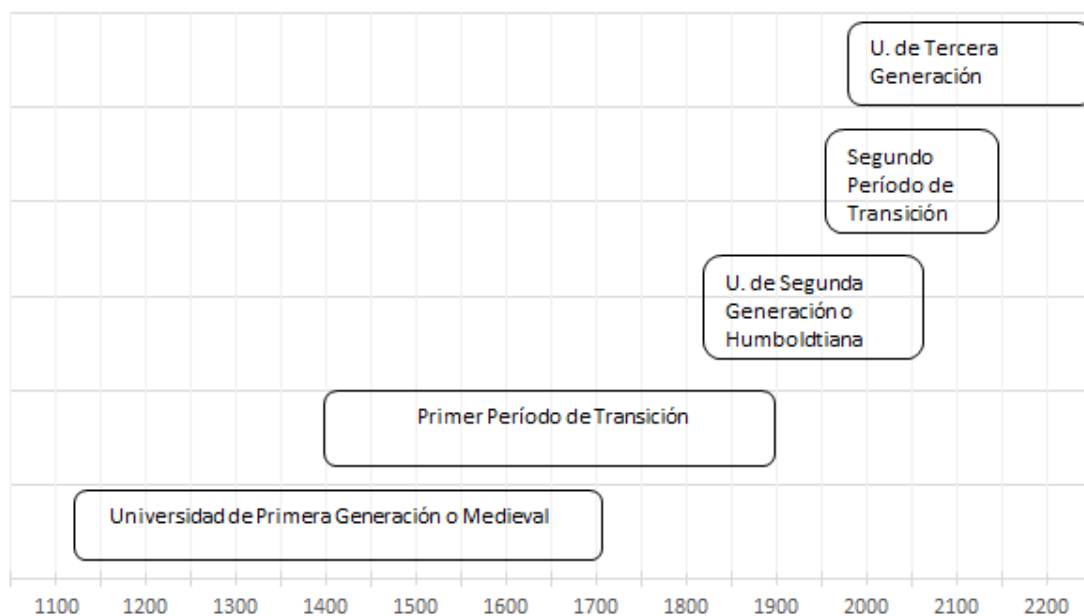 U. de Tercera
Generación
Segundo
Período de
Transición
U. de Segunda
Generación o
Humboldtiana
Primer Período de Transición
Universidad de Primera Generación o Medieval
1100 1200 1300 1400 1500 1600 1700 1800 1900 2000 2100 2200